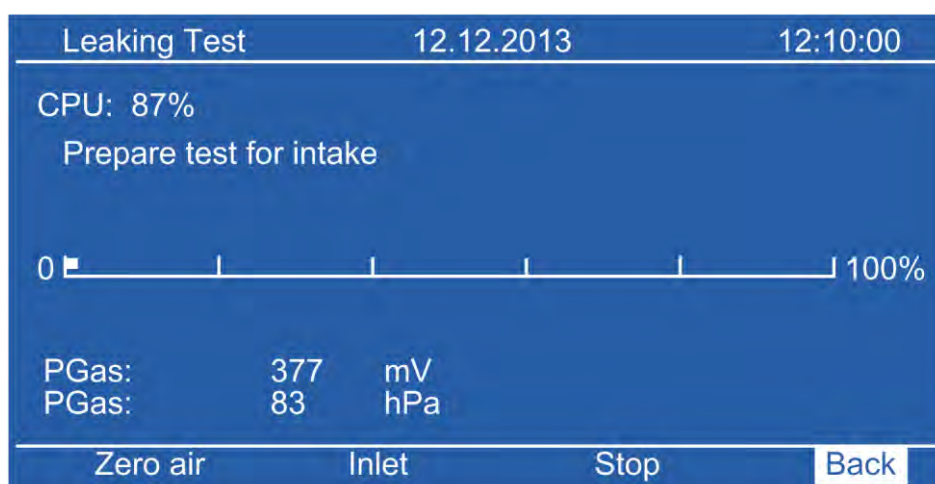 Leaking Test 12.12.2013 12:10:00
CPU: 87%
Prepare test for intake
0 100%
PGas: 377 mV
PGas: 83 hPa
Zero air Inlet Stop Back